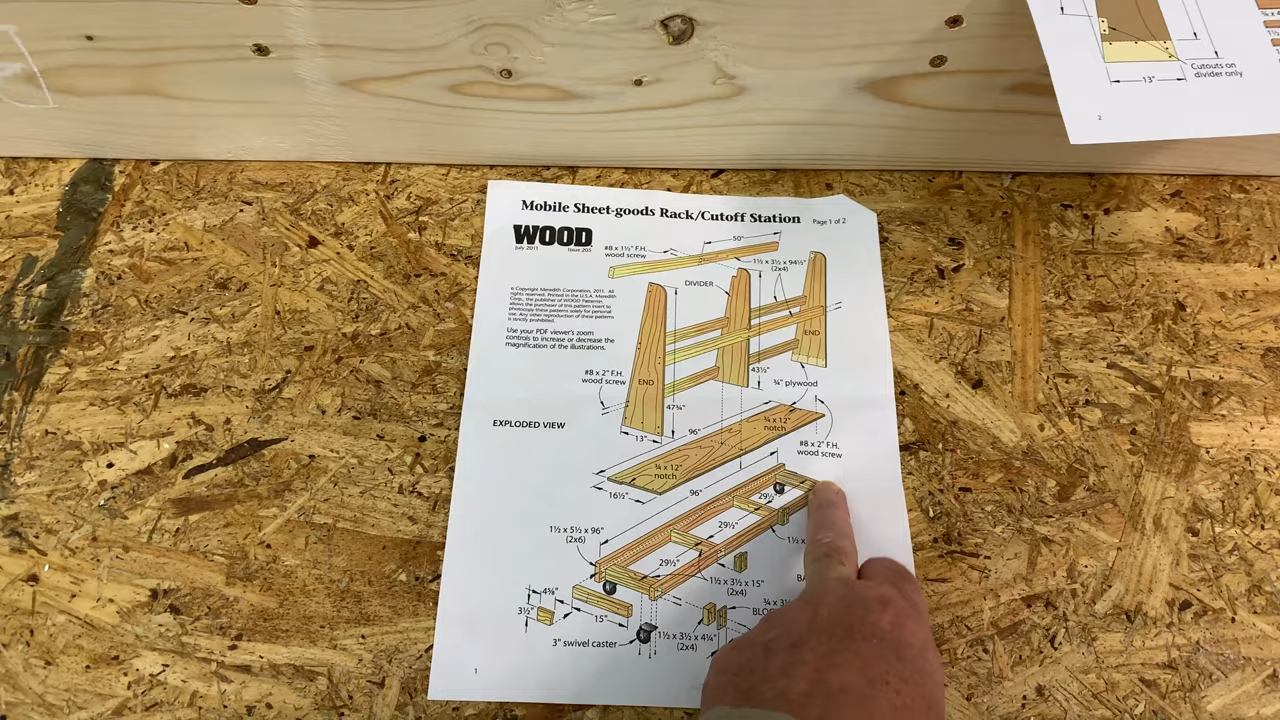 Cutouts on
divider only
13"
2
Mobile Sheet-goods Rack/Cutoff Station
Page 1 of 2
WOOD
July 2011
Issue 205
#8 x 1½" F.H.
wood screw
50"
1½ x 3½ x 94½"
(2x4)
DIVIDER
© Copyright Meredith Corporation, 2011. All
rights reserved. Printed in the U.S.A. Meredith
Corp., the publisher of WOOD Patterns,
allows the purchaser of this pattern insert to
photocopy these patterns solely for personal
use. Any other reproduction of these patterns
is strictly prohibited.
Use your PDF viewer's zoom
controls to increase or decrease the
magnification of the illustrations.
END
#8 x 2" F.H.
wood screw
END
43½"
¾" plywood
47¾"
EXPLODED VIEW
13"
96"
¾ x 12"
notch
#8 x 2" F.H.
wood screw
¾ x 12"
notch
16½"
96"
29½"
1½ x 5½ x 96"
(2x6)
29½"
1½ x
29½"
1½ x 3½ x 15"
(2x4)
3½"
15"
3" swivel caster
1½ x 3½ x 4¼"
(2x4)
1